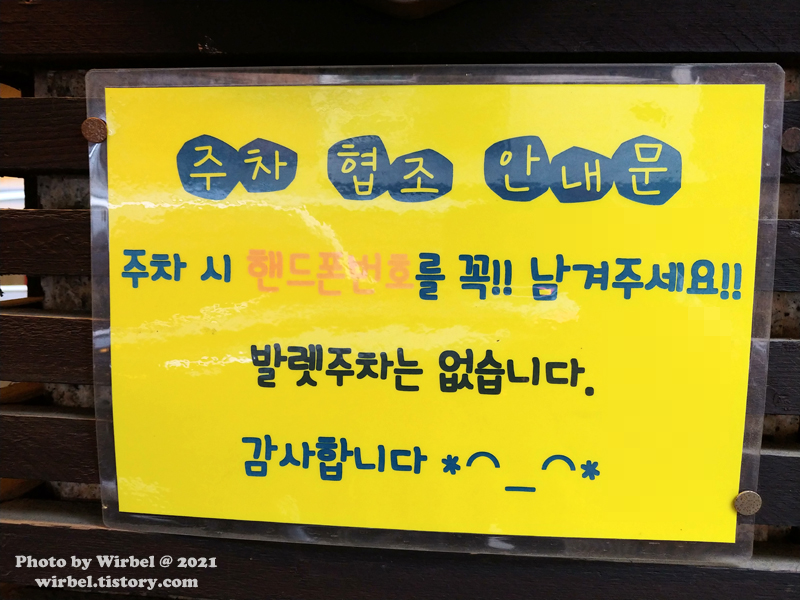 주차 협조 안내문
주차 시 핸드폰번호를 꼭!! 남겨주세요!!
발렛주차는 없습니다.
감사합니다 *^_^*
Photo by Wirbel @ 2021
wirbel.tistory.com